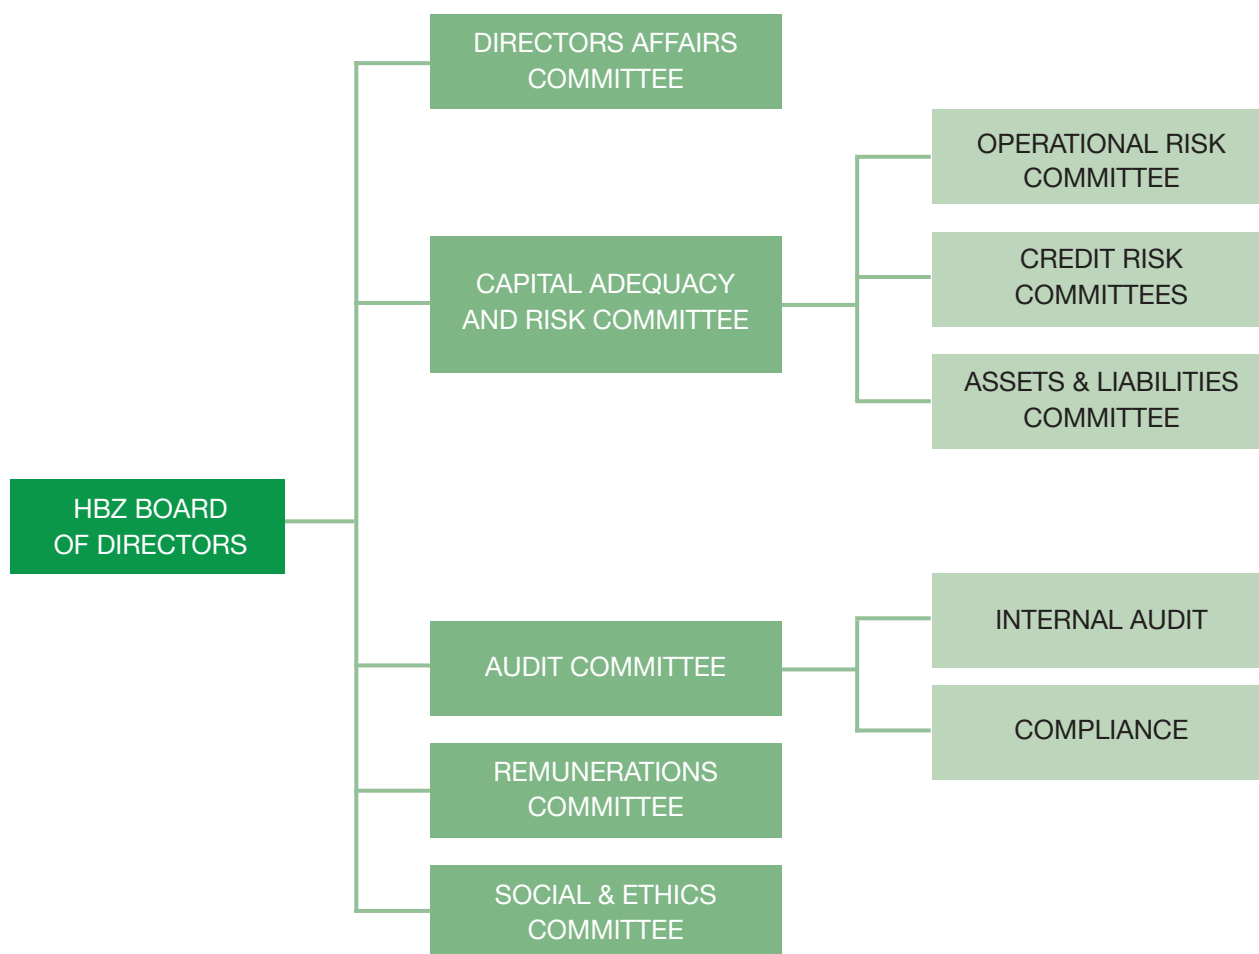 DIRECTORS AFFAIRS
COMMITTEE
OPERATIONAL RISK
COMMITTEE
CREDIT RISK
COMMITTEES
CAPITAL ADEQUACY
AND RISK COMMITTEE
ASSETS & LIABILITIES
COMMITTEE
HBZ BOARD
OF DIRECTORS
INTERNAL AUDIT
AUDIT COMMITTEE
COMPLIANCE
REMUNERATIONS
COMMITTEE
SOCIAL & ETHICS
COMMITTEE